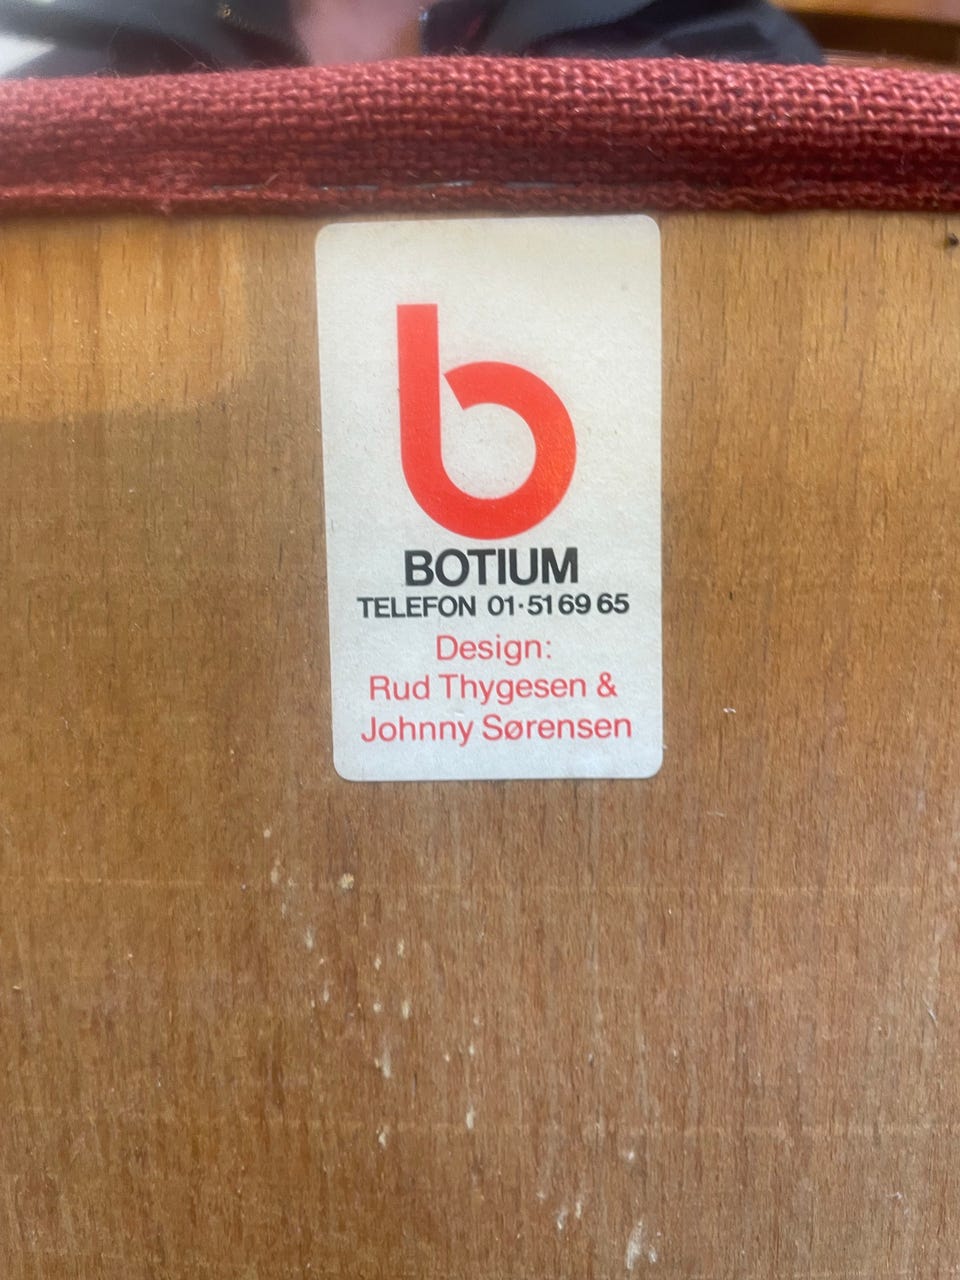 b
BOTIUM
TELEFON 01·51 69 65
Design:
Rud Thygesen &
Johnny Sørensen